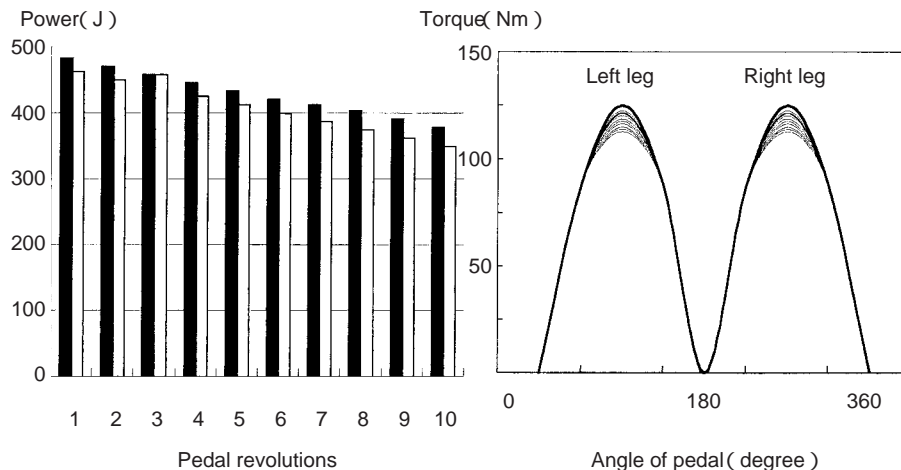 Power( J )
500
400
300
200
100
0
1 2 3 4 5 6 7 8 9 10
Pedal revolutions
Torque( Nm )
150
100
50
Left leg Right leg
0 180 360
Angle of pedal( degree )